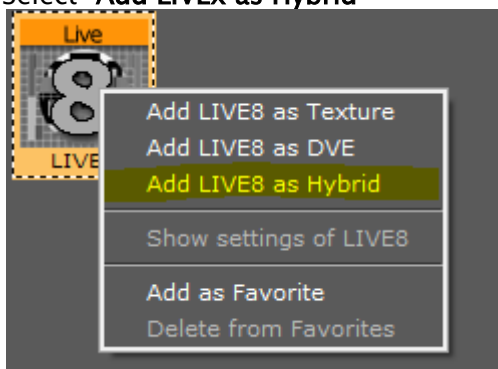 Select "Add LIVEx as Hybrid"
Live
8
LIVE
Add LIVE8 as Texture
Add LIVE8 as DVE
Add LIVE8 as Hybrid
Show settings of LIVE8
Add as Favorite
Delete from Favorites